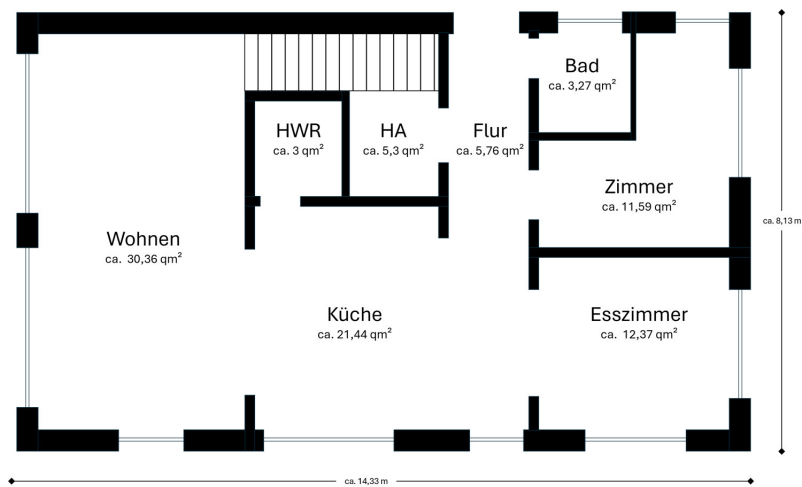 Bad
ca. 3,27 qm²
HWR
ca. 3 qm²
HA
ca. 5,3 qm²
Flur
ca. 5,76 qm²
Zimmer
ca. 11,59 qm²
ca. 8,13 m
Wohnen
ca. 30,36 qm²
Küche
ca. 21,44 qm²
Esszimmer
ca. 12,37 qm²
ca. 14,33 m